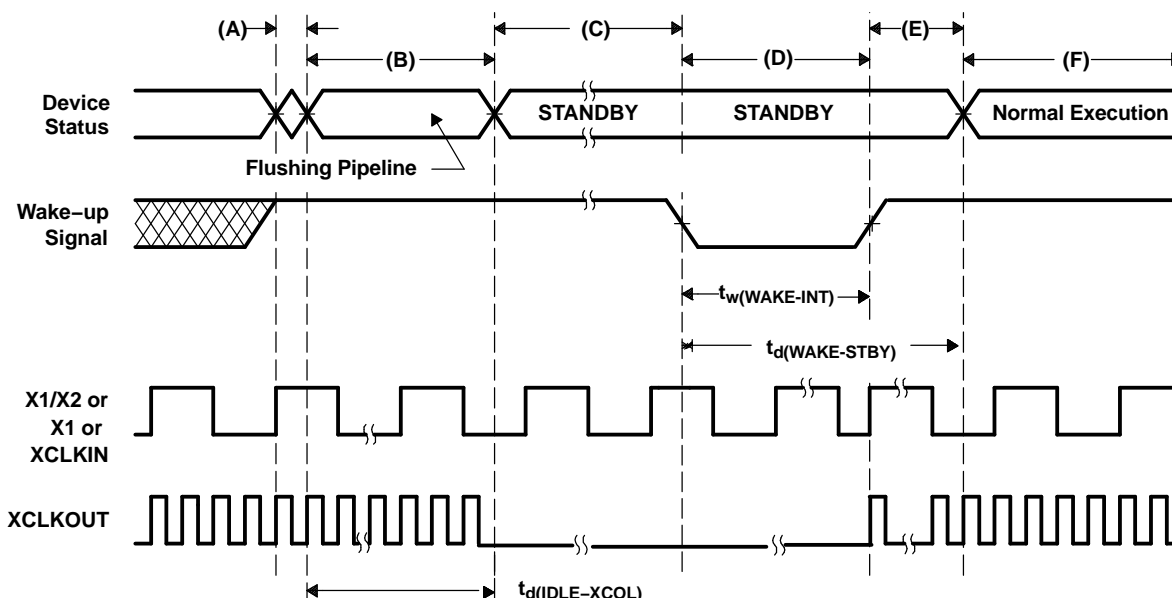 (A)
(B)
(C)
(D)
(E)
(F)
Device
Status
STANDBY
STANDBY
Normal Execution
Flushing Pipeline
Wake–up
Signal
tw(WAKE-INT)
td(WAKE-STBY)
X1/X2 or
X1 or
XCLKIN
XCLKOUT
td(IDLE–XCOL)